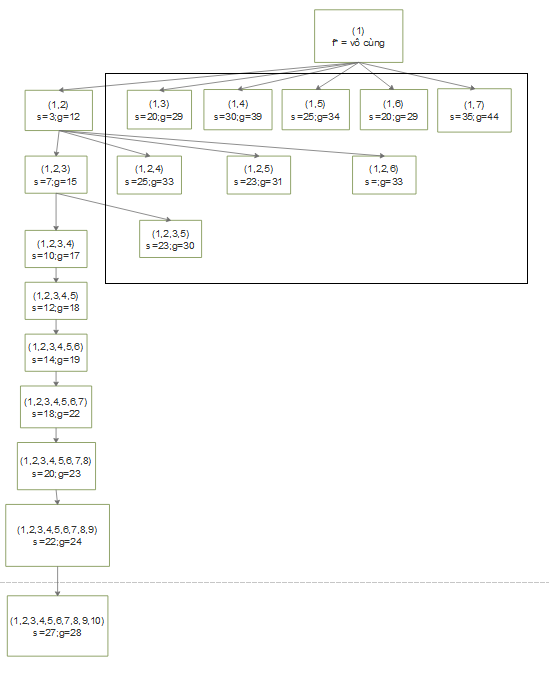 (1)
f* = vô cùng
(1,2)
s=3;g=12
(1,3)
s=20;g=29
(1,4)
s=30;g=39
(1,5)
s=25;g=34
(1,6)
s=20;g=29
(1,7)
s=35;g=44
(1,2,3)
s=7;g=15
(1,2,4)
s=25;g=33
(1,2,5)
s=23;g=31
(1,2,6)
s=;g=33
(1,2,3,5)
s=23;g=30
(1,2,3,4)
s=10;g=17
(1,2,3,4,5)
s=12;g=18
(1,2,3,4,5,6)
s=14;g=19
(1,2,3,4,5,6,7)
s=18;g=22
(1,2,3,4,5,6,7,8)
s=20;g=23
(1,2,3,4,5,6,7,8,9)
s=22;g=24
(1,2,3,4,5,6,7,8,9,10)
s=27;g=28